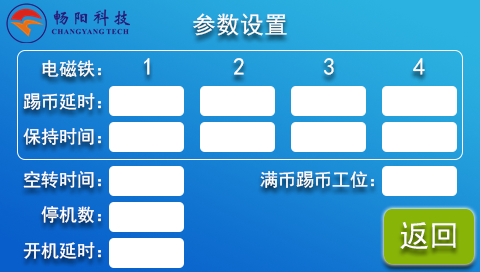 畅阳科技
CHANGYANG TECH
参数设置
电磁铁: 1 2 3 4
踢币延时:
保持时间:
空转时间:
满币踢币工位:
停机数:
开机延时:
返回